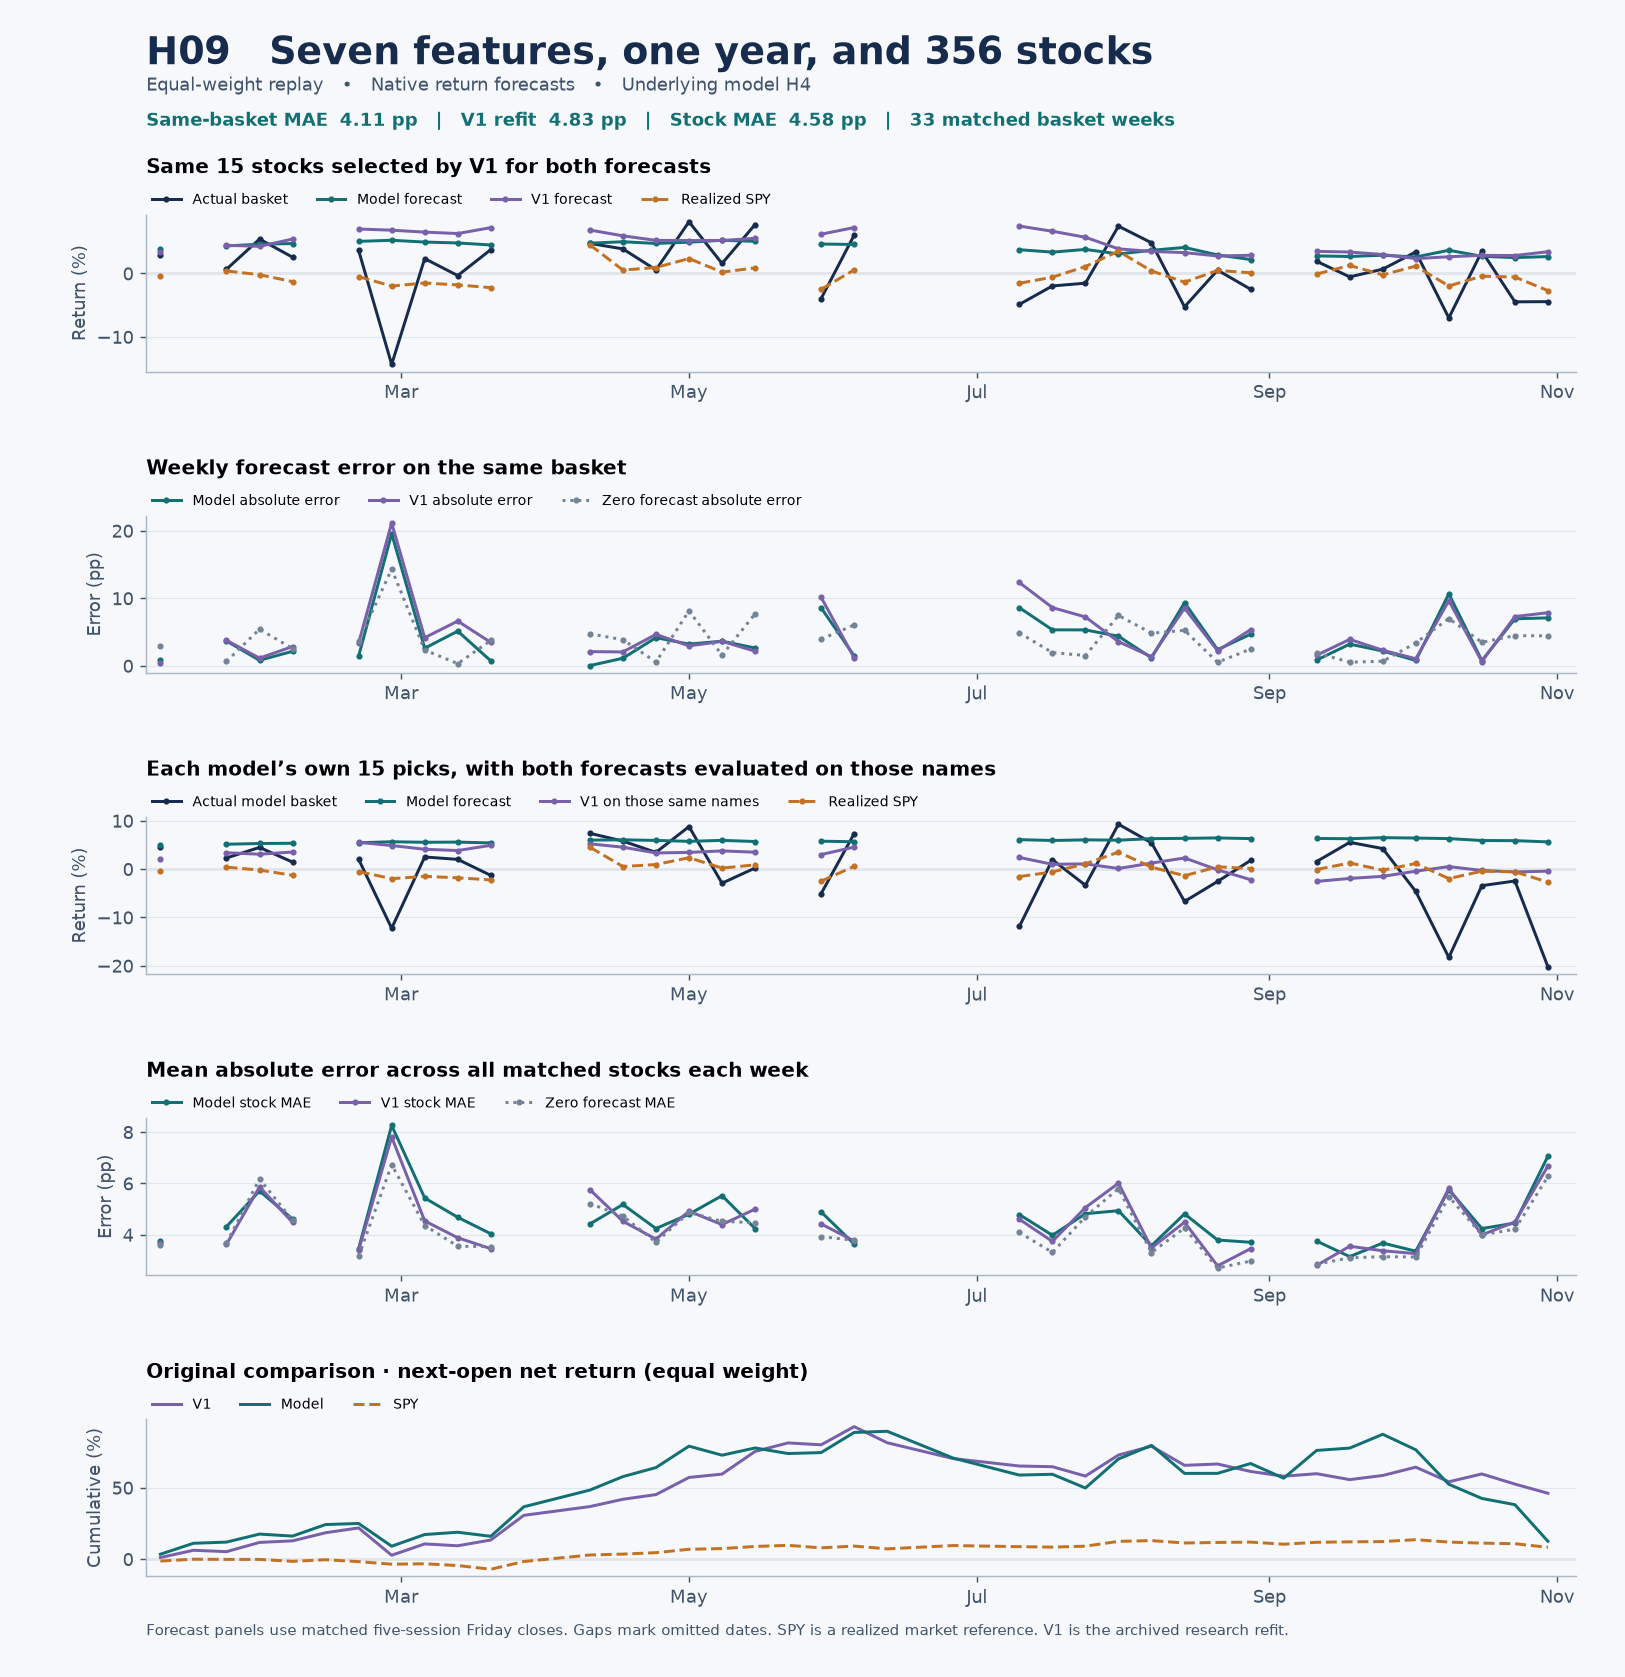 H09   Seven features, one year, and 356 stocks
Equal-weight replay   •   Native return forecasts   •   Underlying model H4
Same-basket MAE  4.11 pp   |   V1 refit  4.83 pp   |   Stock MAE  4.58 pp   |   33 matched basket weeks
Same 15 stocks selected by V1 for both forecasts
Actual basket   Model forecast   V1 forecast   Realized SPY
Return (%)
0
−10
Mar   May   Jul   Sep   Nov
Weekly forecast error on the same basket
Model absolute error   V1 absolute error   Zero forecast absolute error
Error (pp)
20
10
0
Mar   May   Jul   Sep   Nov
Each model’s own 15 picks, with both forecasts evaluated on those names
Actual model basket   Model forecast   V1 on those same names   Realized SPY
Return (%)
10
0
−10
−20
Mar   May   Jul   Sep   Nov
Mean absolute error across all matched stocks each week
Model stock MAE   V1 stock MAE   Zero forecast MAE
Error (pp)
8
6
4
Mar   May   Jul   Sep   Nov
Original comparison · next-open net return (equal weight)
V1   Model   SPY
Cumulative (%)
50
0
Mar   May   Jul   Sep   Nov
Forecast panels use matched five-session Friday closes. Gaps mark omitted dates. SPY is a realized market reference. V1 is the archived research refit.